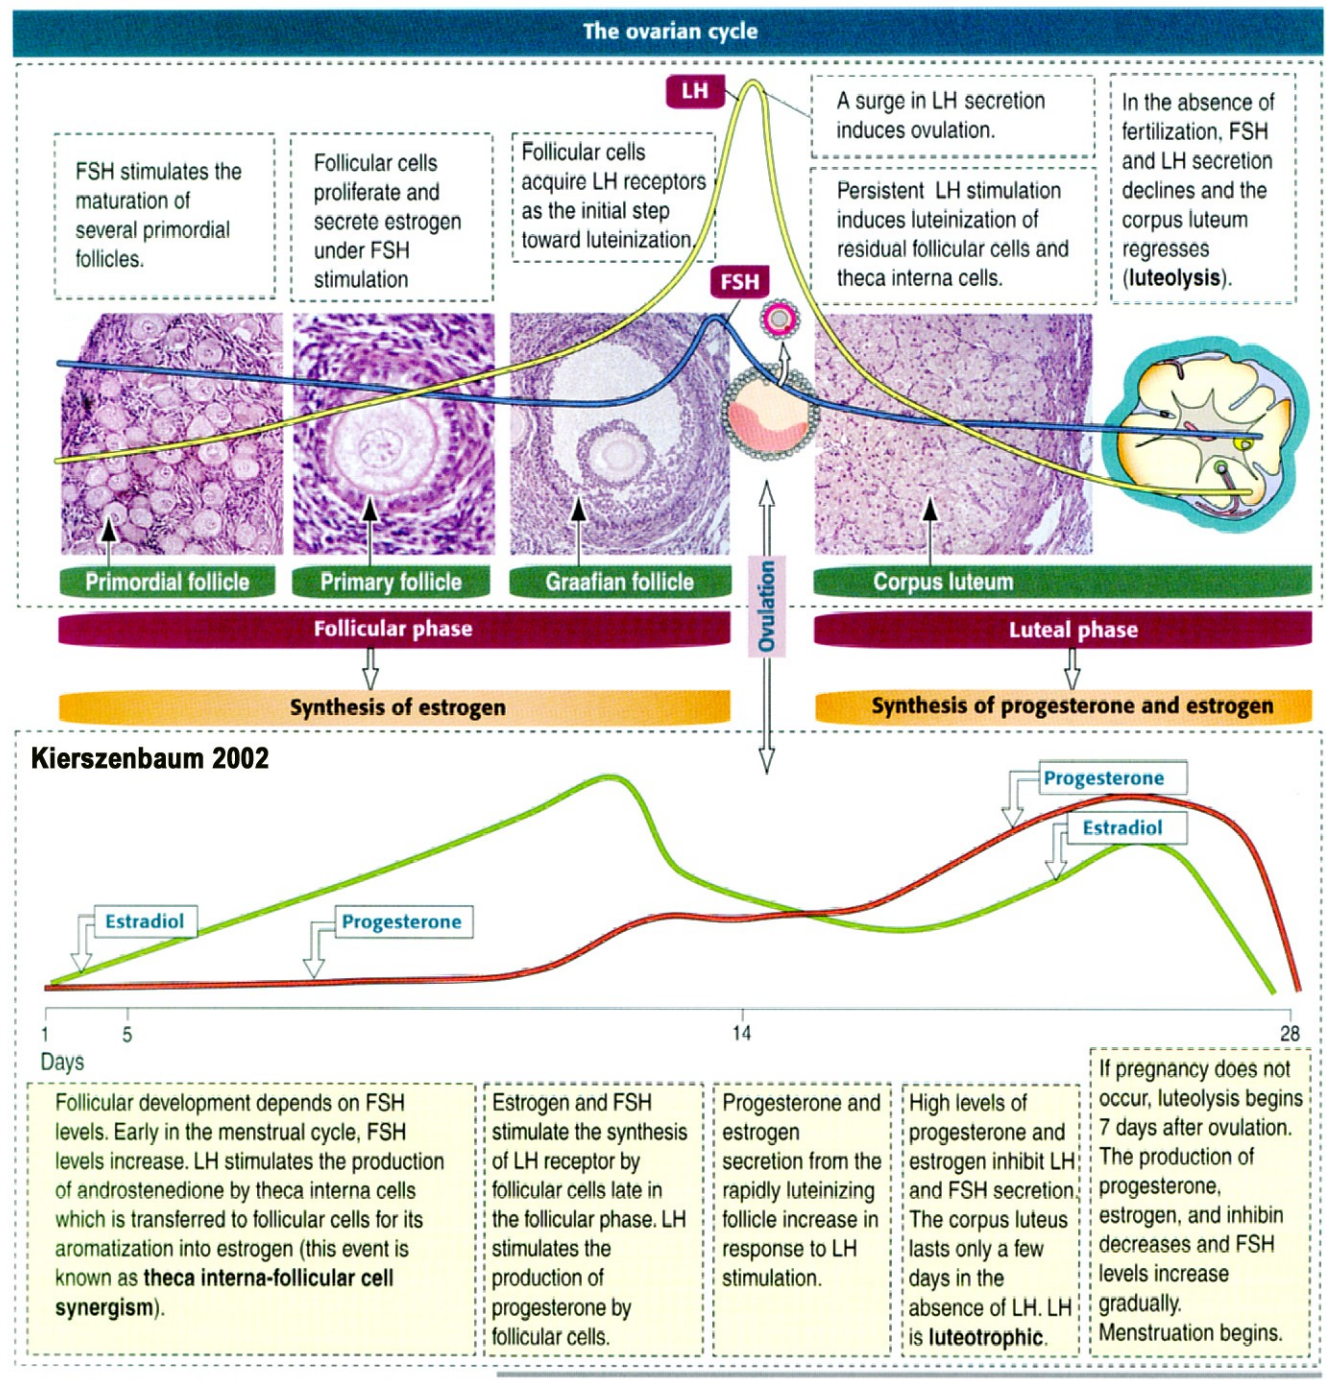 The ovarian cycle
LH
A surge in LH secretion
induces ovulation.
In the absence of
fertilization, FSH
and LH secretion
declines and the
corpus luteum
regresses
(luteolysis).
FSH stimulates the
maturation of
several primordial
follicles.
Follicular cells
proliferate and
secrete estrogen
under FSH
stimulation
Follicular cells
acquire LH receptors
as the initial step
toward luteinization.
Persistent LH stimulation
induces luteinization of
residual follicular cells and
theca interna cells.
FSH
Primordial follicle
Primary follicle
Graafian follicle
Corpus luteum
Ovulation
Follicular phase
Luteal phase
Synthesis of estrogen
Synthesis of progesterone and estrogen
Kierszenbaum 2002
Progesterone
Estradiol
Estradiol
Progesterone
1 5 14 28
Days
Follicular development depends on FSH
levels. Early in the menstrual cycle, FSH
levels increase. LH stimulates the production
of androstenedione by theca interna cells
which is transferred to follicular cells for its
aromatization into estrogen (this event is
known as theca interna-follicular cell
synergism).
Estrogen and FSH
stimulate the synthesis
of LH receptor by
follicular cells late in
the follicular phase. LH
stimulates the
production of
progesterone by
follicular cells.
Progesterone and
estrogen
secretion from the
rapidly luteinizing
follicle increase in
response to LH
stimulation.
High levels of
progesterone and
estrogen inhibit LH
and FSH secretion.
The corpus luteus
lasts only a few
days in the
absence of LH. LH
is luteotrophic.
If pregnancy does not
occur, luteolysis begins
7 days after ovulation.
The production of
progesterone,
estrogen, and inhibin
decreases and FSH
levels increase
gradually.
Menstruation begins.